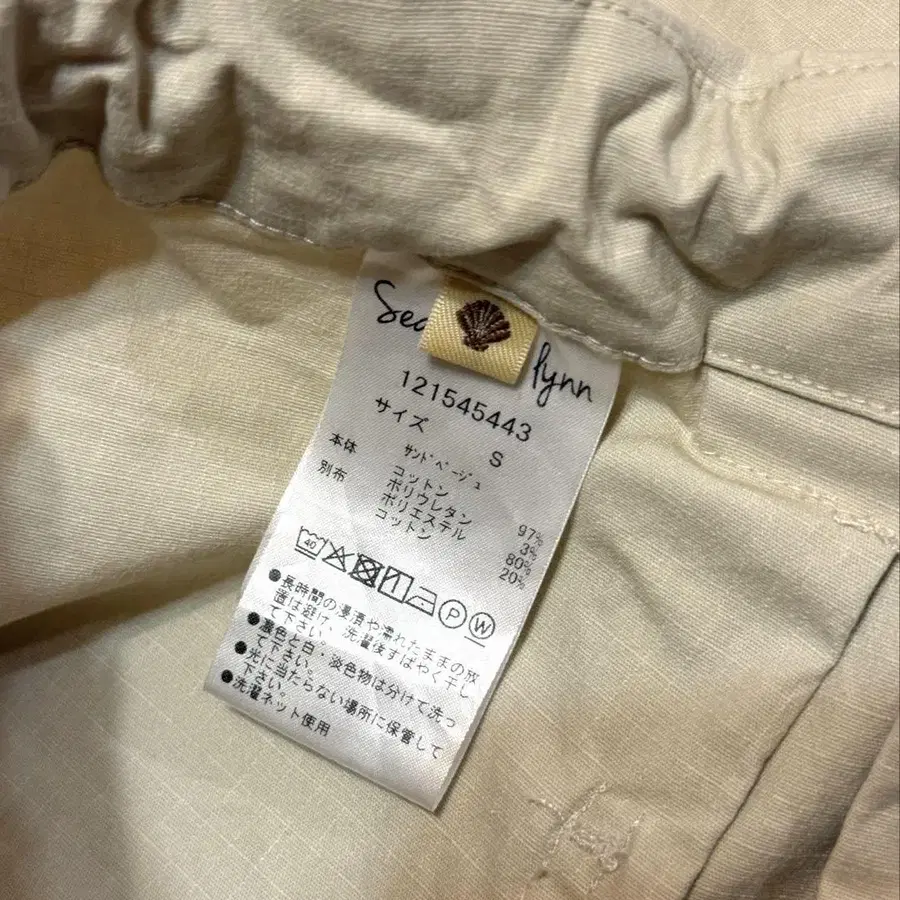 Sea lynn
121545443
サイズ S
サンドベージュ
本体 コットン 97%
ポリウレタン 3%
別布 ポリエステル 80%
コットン 20%
40 P W
●長時間の浸漬や濡れたままの放
置は避け、洗濯後すばやく干し
て下さい。
●濃色と白・淡色物は分けて洗っ
て下さい。
●光に当たらない場所に保管して
下さい。
●洗濯ネット使用